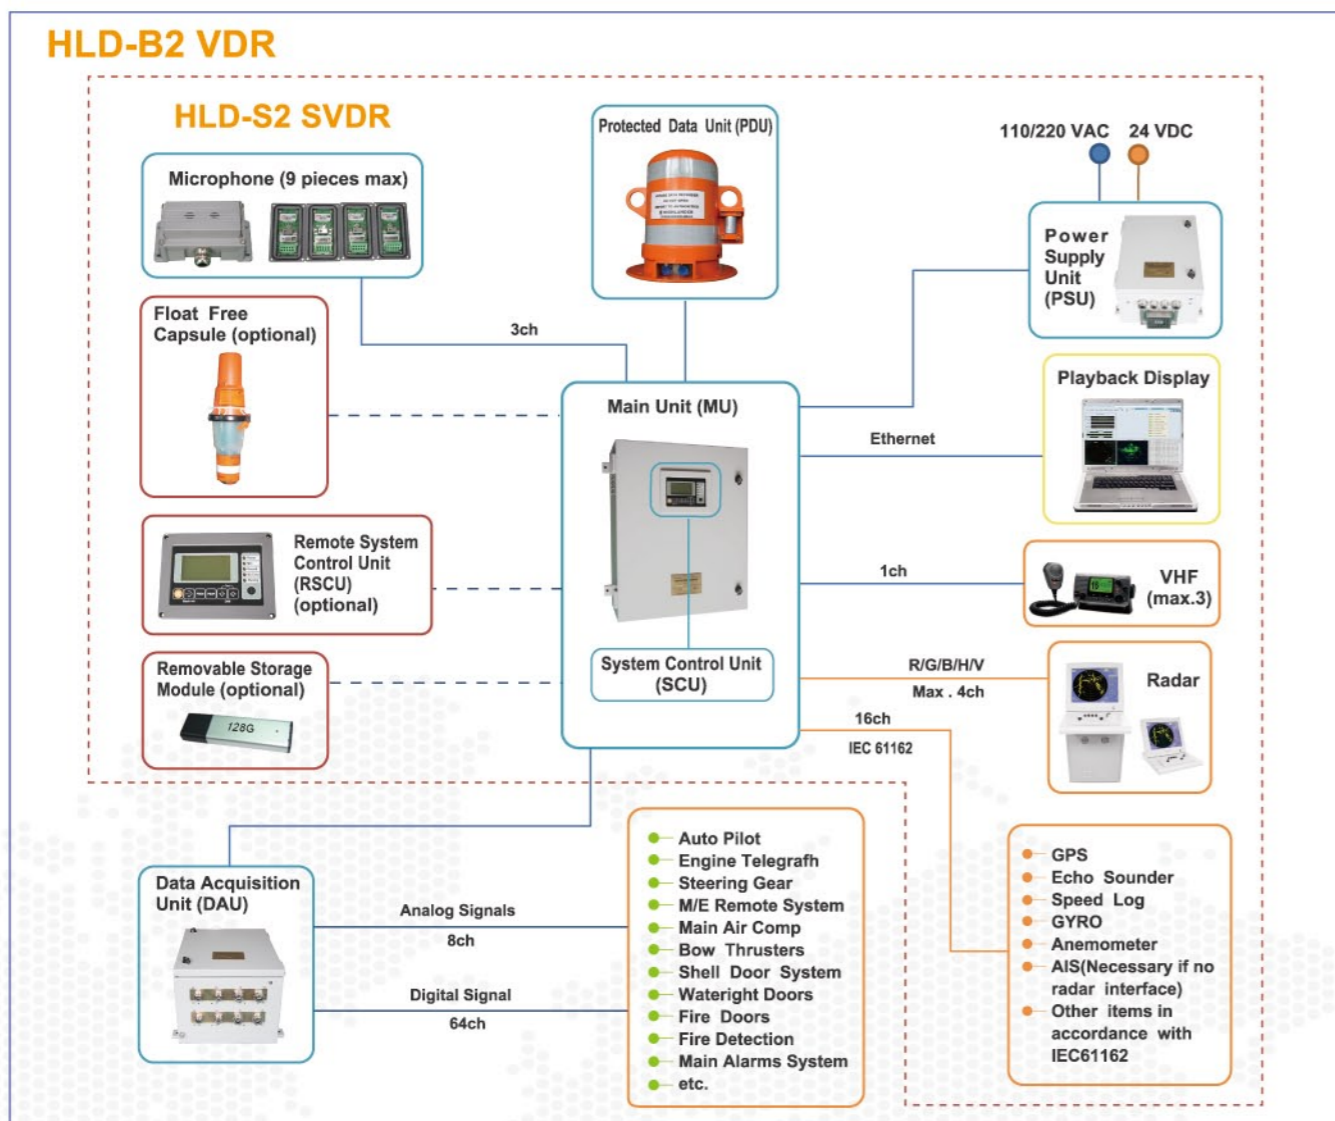 HLD-B2 VDR
HLD-S2 SVDR
Microphone (9 pieces max)
Protected Data Unit (PDU)
110/220 VAC
24 VDC
Power
Supply
Unit
(PSU)
Float Free
Capsule (optional)
3ch
Main Unit (MU)
Playback Display
Ethernet
Remote System
Control Unit
(RSCU)
(optional)
1ch
VHF
(max.3)
Removable Storage
Module (optional)
128G
System Control Unit
(SCU)
R/G/B/H/V
Max . 4ch
Radar
16ch
IEC 61162
Data Acquisition
Unit (DAU)
Analog Signals
8ch
Digital Signal
64ch
Auto Pilot
Engine Telegrafh
Steering Gear
M/E Remote System
Main Air Comp
Bow Thrusters
Shell Door System
Wateright Doors
Fire Doors
Fire Detection
Main Alarms System
etc.
GPS
Echo Sounder
Speed Log
GYRO
Anemometer
AIS(Necessary if no
radar interface)
Other items in
accordance with
IEC61162